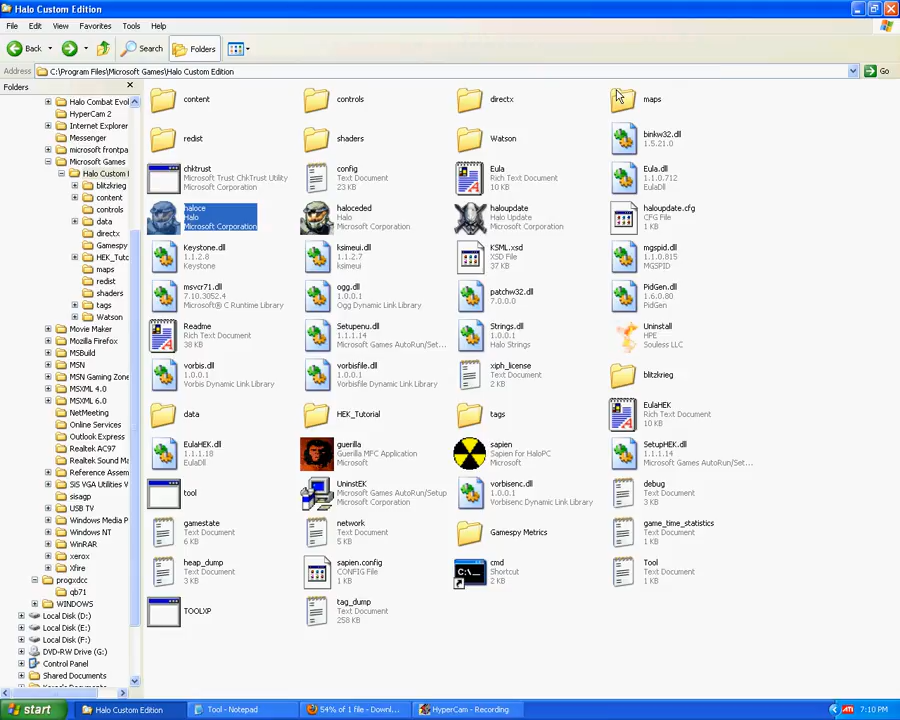 Halo Custom Edition
File Edit View Favorites Tools Help
Back Search Folders
Address C:\Program Files\Microsoft Games\Halo Custom Edition Go
Folders
Halo Combat Evol
HyperCam 2
Internet Explorer
Messenger
microsoft frontpa
Microsoft Games
Halo Custom I
blitzkrieg
content
controls
data
directx
Gamespy
HEK_Tutc
maps
redist
shaders
tags
Watson
Movie Maker
Mozilla Firefox
MSBuild
MSN
MSN Gaming Zone
MSXML 4.0
MSXML 6.0
NetMeeting
Online Services
Outlook Express
Realtek AC97
Realtek Sound Ma
Reference Assem
SiS VGA Utilities V
sisagp
USB TV
Windows Media P
Windows NT
WinRAR
xerox
Xfire
progxdcc
qb71
WINDOWS
Local Disk (D:)
Local Disk (E:)
Local Disk (F:)
DVD-RW Drive (G:)
Control Panel
Shared Documents
content
controls
directx
maps
redist
shaders
Watson
binkw32.dll
1.5.21.0
chktrust
Microsoft Trust ChkTrust Utility
Microsoft Corporation
config
Text Document
23 KB
Eula
Rich Text Document
10 KB
Eula.dll
1.1.0.712
EulaDll
haloce
Halo
Microsoft Corporation
haloceded
Halo
Microsoft Corporation
haloupdate
Halo Update
Microsoft Corporation
haloupdate.cfg
CFG File
1 KB
Keystone.dll
1.1.2.8
Keystone
ksimeui.dll
1.1.2.7
ksimeui
KSML.xsd
XSD File
37 KB
mgspid.dll
1.1.0.815
MGSPID
msvcr71.dll
7.10.3052.4
Microsoft® C Runtime Library
ogg.dll
1.0.0.1
Ogg Dynamic Link Library
patchw32.dll
7.0.0.0
PidGen.dll
1.6.0.80
PidGen
Readme
Rich Text Document
38 KB
Setupenu.dll
1.1.1.14
Microsoft Games AutoRun/Set...
Strings.dll
1.0.0.1
Halo Strings
Uninstall
HPE
Souless LLC
vorbis.dll
1.0.0.1
Vorbis Dynamic Link Library
vorbisfile.dll
1.0.0.1
Vorbisfile Dynamic Link Library
xiph_license
Text Document
2 KB
blitzkrieg
data
HEK_Tutorial
tags
EulaHEK
Rich Text Document
10 KB
EulaHEK.dll
1.1.1.18
EulaDll
guerilla
Guerilla MFC Application
Microsoft
sapien
Sapien for HaloPC
Microsoft
SetupHEK.dll
1.1.1.14
Microsoft Games AutoRun/Set...
tool
UninstEK
Microsoft Games AutoRun/Setup
Microsoft Corporation
vorbisenc.dll
1.0.0.1
Vorbisenc Dynamic Link Library
debug
Text Document
3 KB
gamestate
Text Document
6 KB
network
Text Document
5 KB
Gamespy Metrics
game_time_statistics
Text Document
1 KB
heap_dump
Text Document
3 KB
sapien.config
CONFIG File
1 KB
cmd
Shortcut
2 KB
Tool
Text Document
1 KB
TOOLXP
tag_dump
Text Document
258 KB
start Halo Custom Edition Tool - Notepad 54% of 1 file - Downl... HyperCam - Recording 7:10 PM